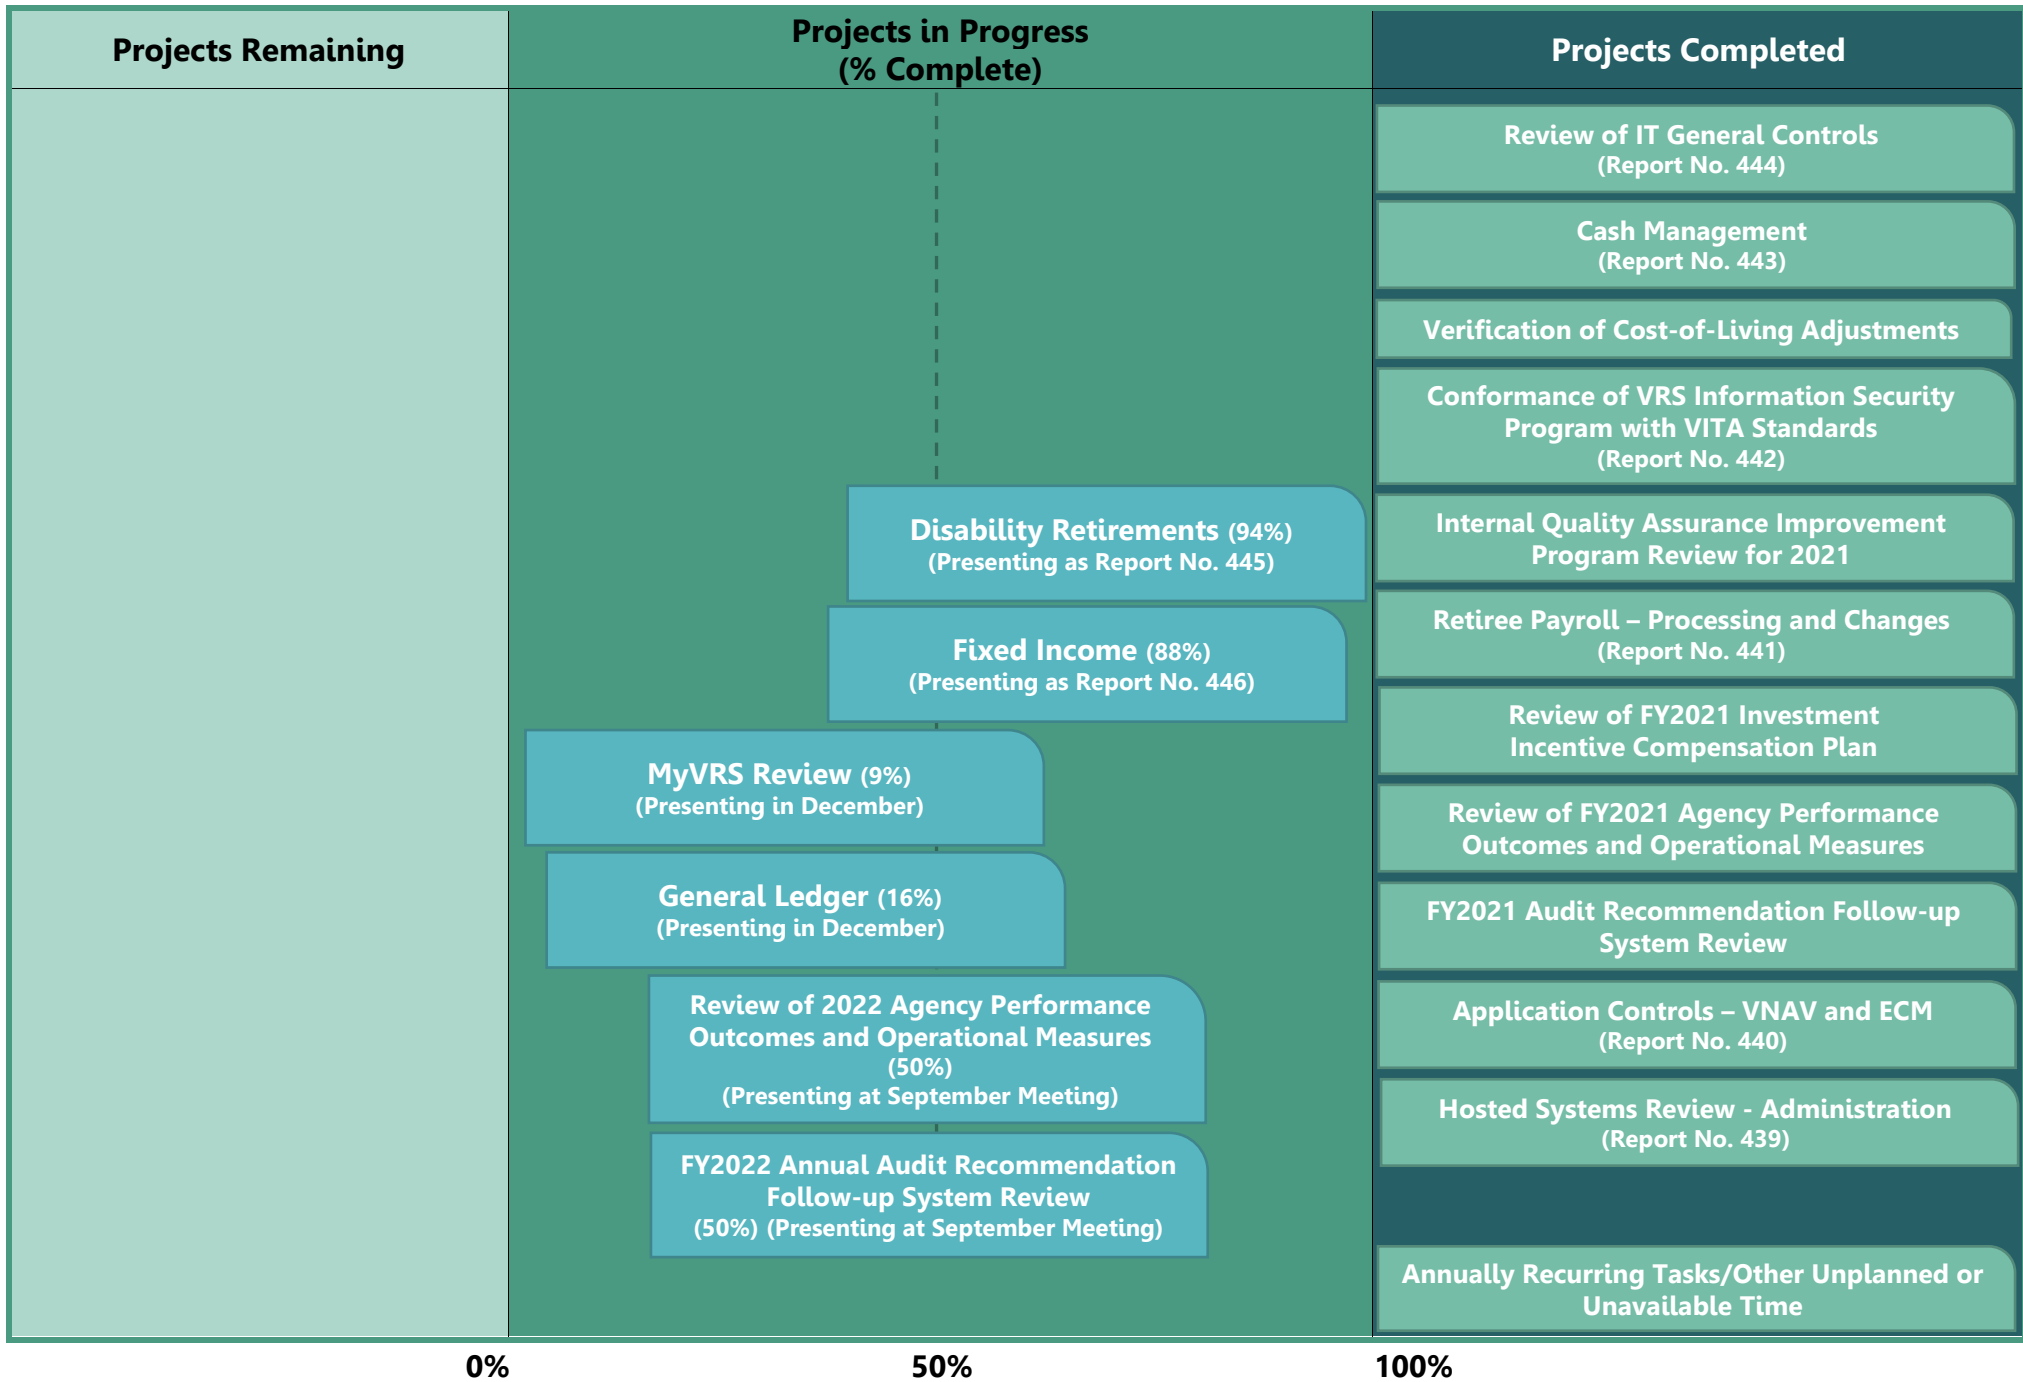 Projects Remaining
Projects in Progress
(% Complete)
Projects Completed
Disability Retirements (94%)
(Presenting as Report No. 445)
Fixed Income (88%)
(Presenting as Report No. 446)
MyVRS Review (9%)
(Presenting in December)
General Ledger (16%)
(Presenting in December)
Review of 2022 Agency Performance
Outcomes and Operational Measures
(50%)
(Presenting at September Meeting)
FY2022 Annual Audit Recommendation
Follow-up System Review
(50%) (Presenting at September Meeting)
Review of IT General Controls
(Report No. 444)
Cash Management
(Report No. 443)
Verification of Cost-of-Living Adjustments
Conformance of VRS Information Security
Program with VITA Standards
(Report No. 442)
Internal Quality Assurance Improvement
Program Review for 2021
Retiree Payroll – Processing and Changes
(Report No. 441)
Review of FY2021 Investment
Incentive Compensation Plan
Review of FY2021 Agency Performance
Outcomes and Operational Measures
FY2021 Audit Recommendation Follow-up
System Review
Application Controls – VNAV and ECM
(Report No. 440)
Hosted Systems Review - Administration
(Report No. 439)
Annually Recurring Tasks/Other Unplanned or
Unavailable Time
0%
50%
100%